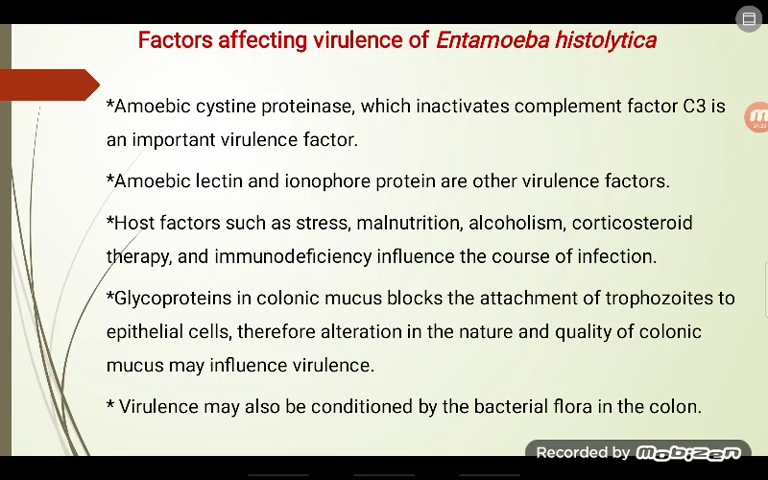 Factors affecting virulence of Entamoeba histolytica
*Amoebic cystine proteinase, which inactivates complement factor C3 is
an important virulence factor.
*Amoebic lectin and ionophore protein are other virulence factors.
*Host factors such as stress, malnutrition, alcoholism, corticosteroid
therapy, and immunodeficiency influence the course of infection.
*Glycoproteins in colonic mucus blocks the attachment of trophozoites to
epithelial cells, therefore alteration in the nature and quality of colonic
mucus may influence virulence.
* Virulence may also be conditioned by the bacterial flora in the colon.
Recorded by mobizen